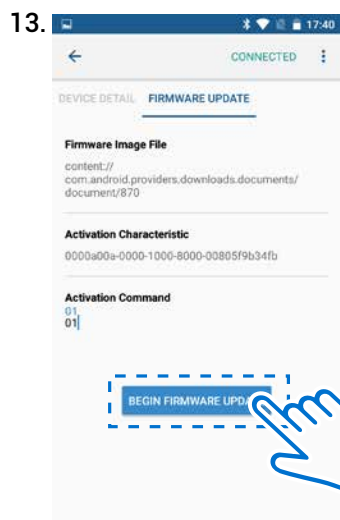 13.
17:40
CONNECTED
DEVICE DETAIL FIRMWARE UPDATE
Firmware Image File
content://
com.android.providers.downloads.documents/
document/870
Activation Characteristic
0000a00a-0000-1000-8000-00805f9b34fb
Activation Command
01
01
BEGIN FIRMWARE UPD